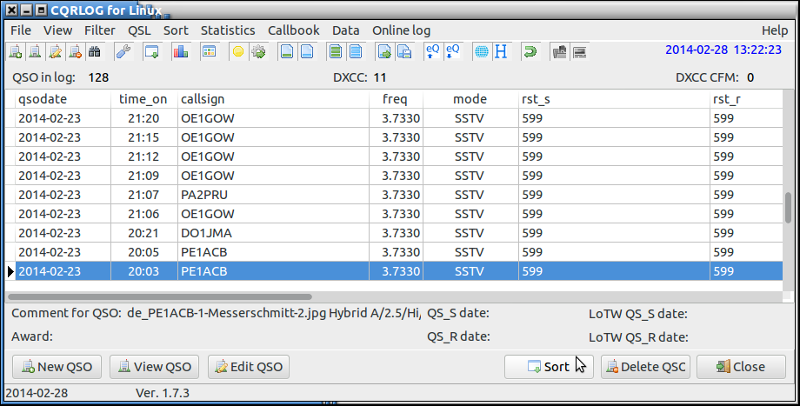 CQRLOG for Linux
File View Filter QSL Sort Statistics Callbook Data Online log Help
eQ eQ H 2014-02-28 13:22:23
QSO in log: 128 DXCC: 11 DXCC CFM: 0
qsodate time_on callsign freq mode rst_s rst_r
2014-02-23 21:20 OE1GOW 3.7330 SSTV 599 599
2014-02-23 21:15 OE1GOW 3.7330 SSTV 599 599
2014-02-23 21:12 OE1GOW 3.7330 SSTV 599 599
2014-02-23 21:09 OE1GOW 3.7330 SSTV 599 599
2014-02-23 21:07 PA2PRU 3.7330 SSTV 599 599
2014-02-23 21:06 OE1GOW 3.7330 SSTV 599 599
2014-02-23 20:21 DO1JMA 3.7330 SSTV 599 599
2014-02-23 20:05 PE1ACB 3.7330 SSTV 599 599
2014-02-23 20:03 PE1ACB 3.7330 SSTV 599 599
Comment for QSO: de_PE1ACB-1-Messerschmitt-2.jpg Hybrid A/2.5/Hi, QS_S date: LoTW QS_S date:
Award: QS_R date: LoTW QS_R date:
New QSO View QSO Edit QSO Sort Delete QSC Close
2014-02-28 Ver. 1.7.3